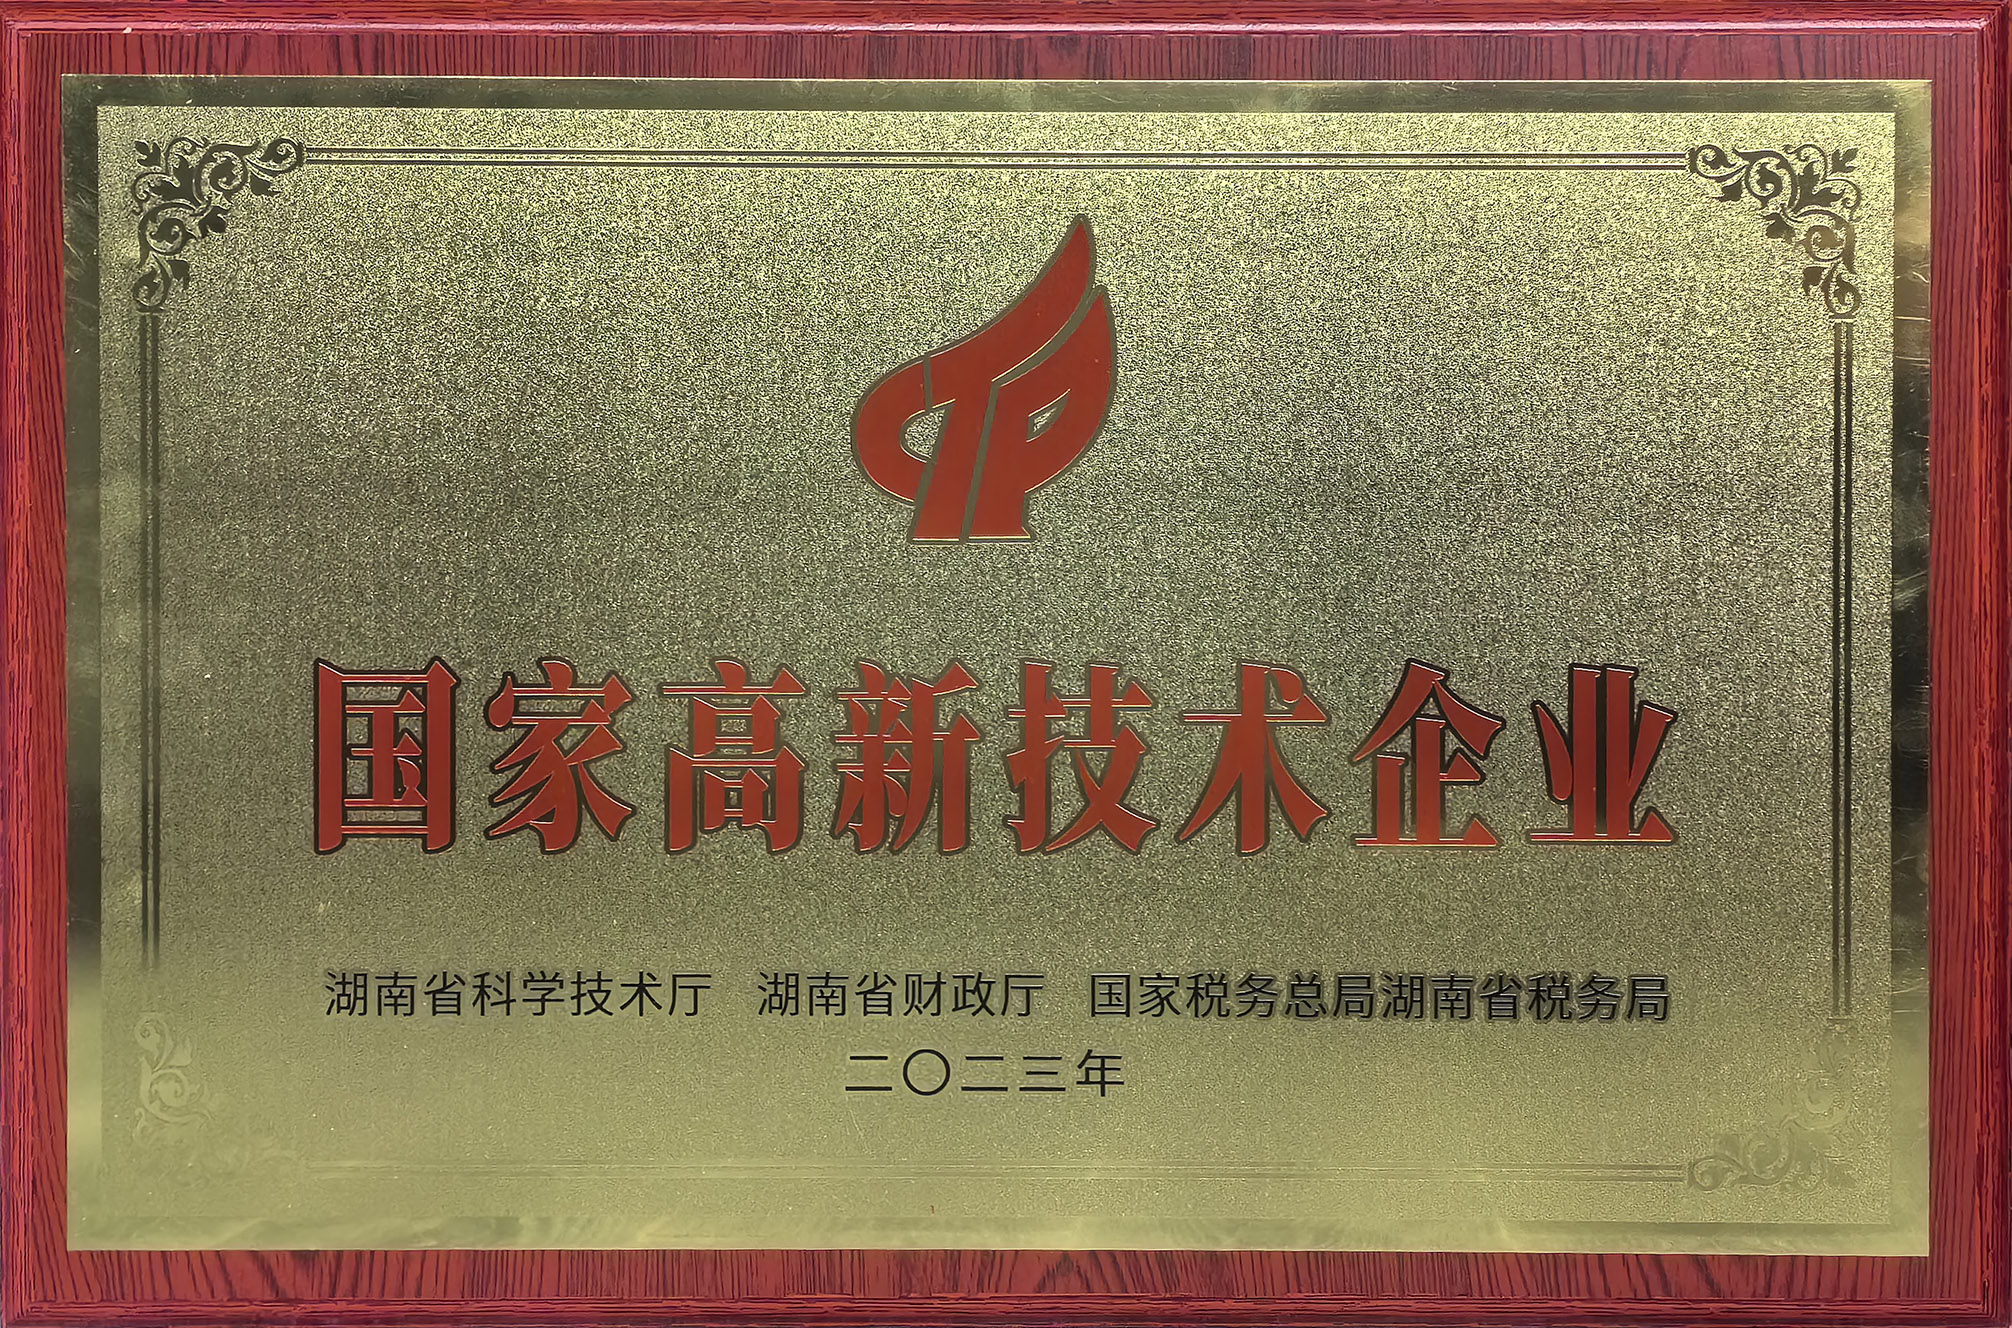 国家高新技术企业
湖南省科学技术厅 湖南省财政厅 国家税务总局湖南省税务局
二〇二三年